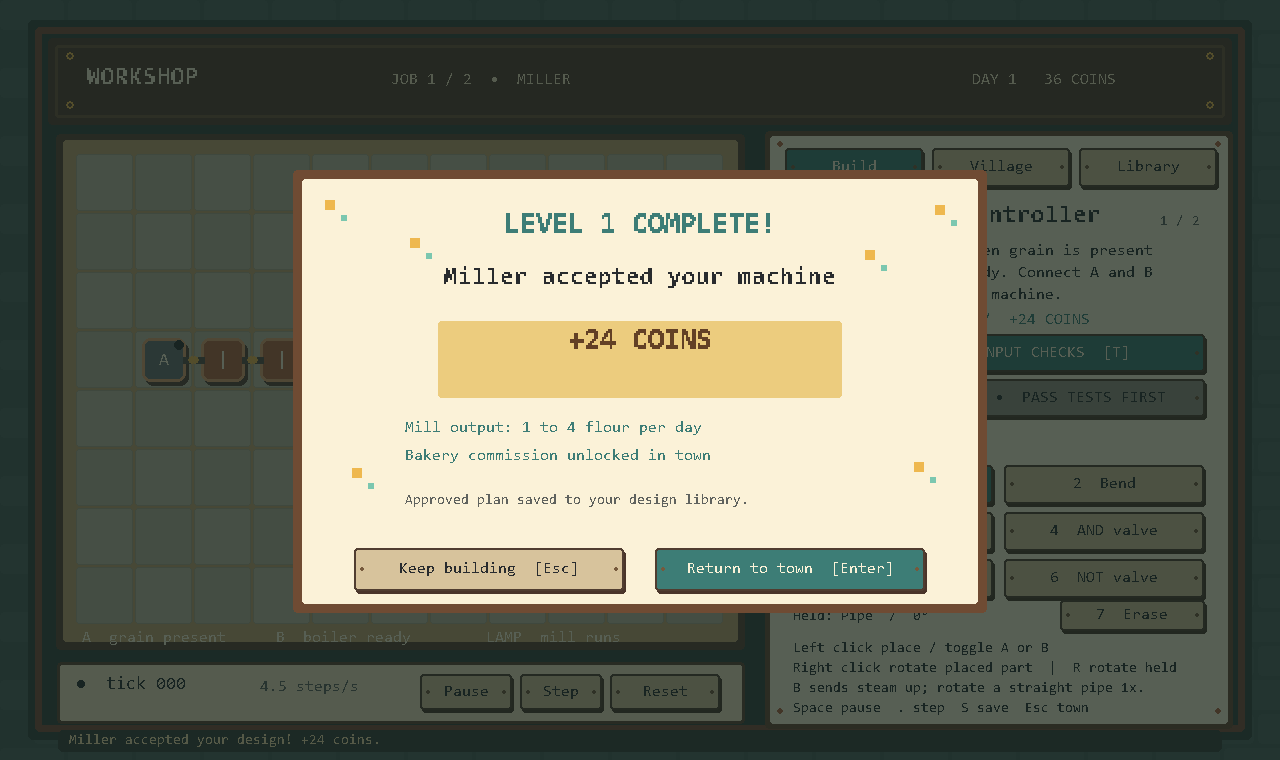 WORKSHOP
JOB 1 / 2 • MILLER
DAY 1 36 COINS
Build
Village
Library
ntroller
1 / 2
en grain is present
dy. Connect A and B
machine.
/ +24 COINS
NPUT CHECKS [T]
• PASS TESTS FIRST
2 Bend
4 AND valve
6 NOT valve
Held: Pipe / 0°
7 Erase
Left click place / toggle A or B
Right click rotate placed part | R rotate held
B sends steam up; rotate a straight pipe 1x.
Space pause . step S save Esc town
A
LEVEL 1 COMPLETE!
Miller accepted your machine
+24 COINS
Mill output: 1 to 4 flour per day
Bakery commission unlocked in town
Approved plan saved to your design library.
Keep building [Esc]
Return to town [Enter]
A grain present B boiler ready LAMP mill runs
tick 000
4.5 steps/s
Pause
Step
Reset
Miller accepted your design! +24 coins.